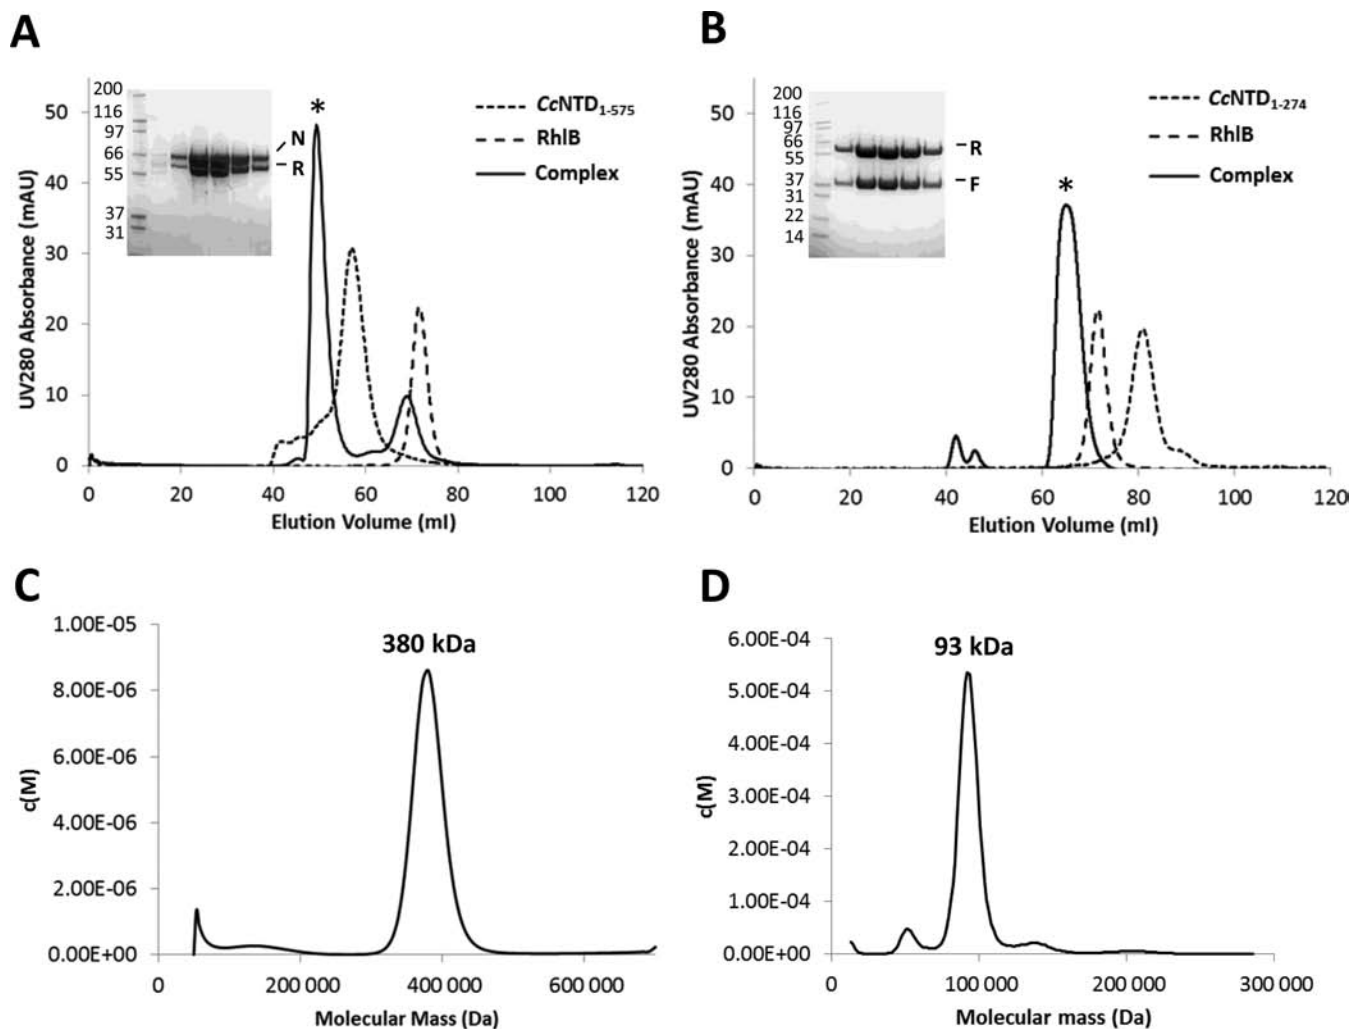 A
200
116
97
66
55
37
31
N
R
*
CcNTD1-575
RhlB
Complex
UV280 Absorbance (mAU)
50
40
30
20
10
0
0 20 40 60 80 100 120
Elution Volume (ml)
B
200
116
97
66
55
37
31
22
14
R
F
*
CcNTD1-274
RhlB
Complex
UV280 Absorbance (mAU)
50
40
30
20
10
0
0 20 40 60 80 100 120
Elution Volume (ml)
C
380 kDa
c(M)
1.00E-05
8.00E-06
6.00E-06
4.00E-06
2.00E-06
0.00E+00
0 200 000 400 000 600 000
Molecular Mass (Da)
D
93 kDa
c(M)
6.00E-04
5.00E-04
4.00E-04
3.00E-04
2.00E-04
1.00E-04
0.00E+00
0 100 000 200 000 300 000
Molecular mass (Da)